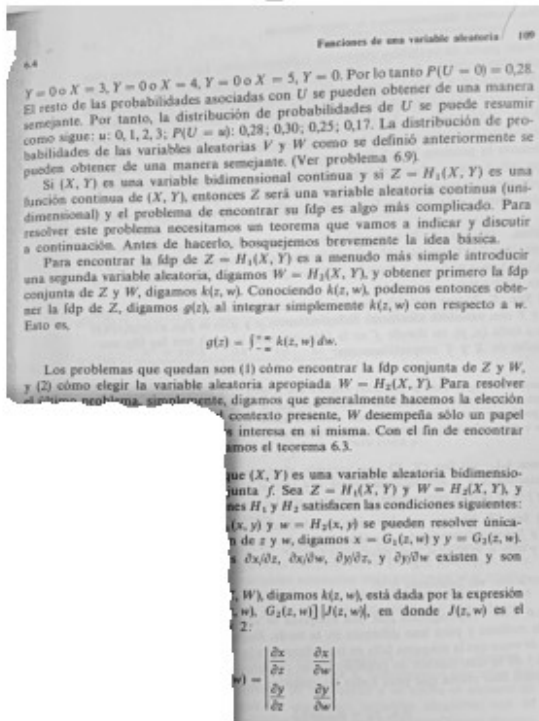 Funciones de una variable aleatoria 109
6.4
Y = 0 o X = 3, Y = 0 o X = 4, Y = 0 o X = 5, Y = 0. Por lo tanto P(U = 0) = 0,28.
El resto de las probabilidades asociadas con U se pueden obtener de una manera
semejante. Por tanto, la distribución de probabilidades de U se puede resumir
como sigue: u: 0, 1, 2, 3; P(U = u): 0,28; 0,30; 0,25; 0,17. La distribución de pro-
babilidades de las variables aleatorias V y W como se definió anteriormente se
pueden obtener de una manera semejante. (Ver problema 6.9).
Si (X, Y) es una variable bidimensional continua y si Z = H₁(X, Y) es una
función continua de (X, Y), entonces Z será una variable aleatoria continua (uni-
dimensional) y el problema de encontrar su fdp es algo más complicado. Para
resolver este problema necesitamos un teorema que vamos a indicar y discutir
a continuación. Antes de hacerlo, bosquejemos brevemente la idea básica.
Para encontrar la fdp de Z = H₁(X, Y) es a menudo más simple introducir
una segunda variable aleatoria, digamos W = H₂(X, Y), y obtener primero la fdp
conjunta de Z y W, digamos k(z, w). Conociendo k(z, w), podemos entonces obte-
ner la fdp de Z, digamos g(z), al integrar simplemente k(z, w) con respecto a w.
Esto es,
g(z) = ∫₋∞⁺∞ k(z, w) dw.
Los problemas que quedan son (1) cómo encontrar la fdp conjunta de Z y W,
y (2) cómo elegir la variable aleatoria apropiada W = H₂(X, Y). Para resolver
el último problema, simplemente, digamos que generalmente hacemos la elección
contexto presente, W desempeña sólo un papel
interesa en si misma. Con el fin de encontrar
amos el teorema 6.3.
que (X, Y) es una variable aleatoria bidimensio-
junta f. Sea Z = H₁(X, Y) y W = H₂(X, Y), y
nes H₁ y H₂ satisfacen las condiciones siguientes:
(x, y) y w = H₂(x, y) se pueden resolver única-
n de z y w, digamos x = G₁(z, w) y y = G₂(z, w).
s ∂x/∂z, ∂x/∂w, ∂y/∂z, y ∂y/∂w existen y son
, W), digamos k(z, w), está dada por la expresión
, w), G₂(z, w)] |J(z, w)|, en donde J(z, w) es el
2:
w) = | ∂x/∂z ∂x/∂w |
| ∂y/∂z ∂y/∂w | .